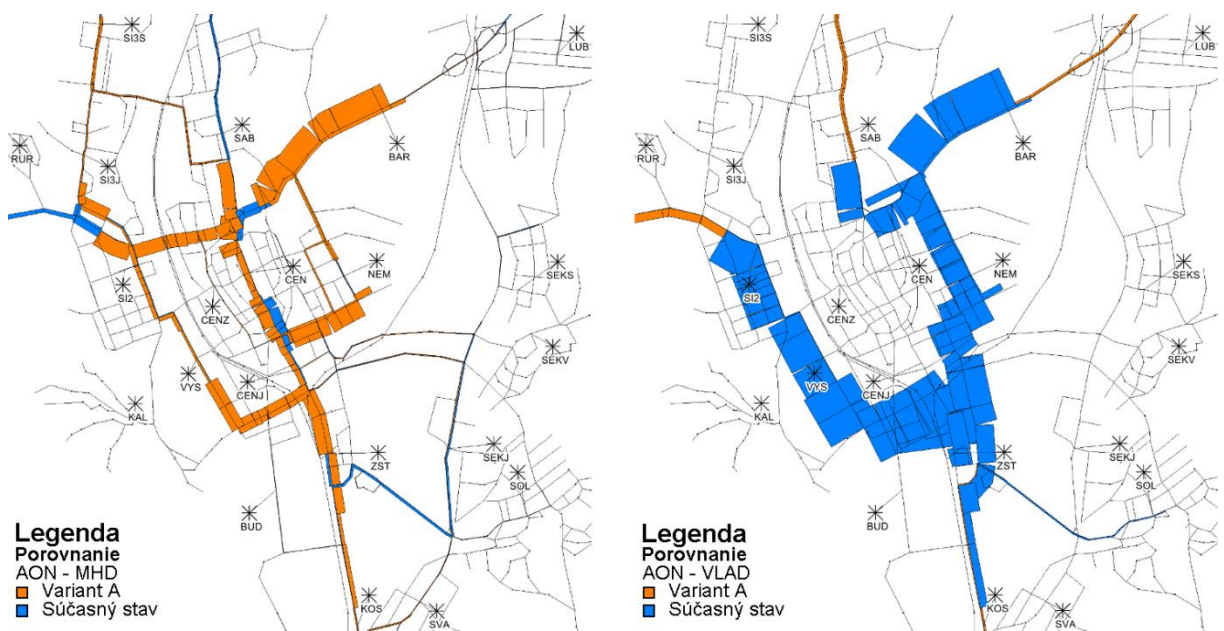 SI3S
LUB
SAB
BAR
RUR
SI3J
CEN
NEM
SEKS
SI2
CENZ
SEKV
VYS
CENJ
KAL
ZST
SEKJ
SOL
BUD
KOS
SVA
Legenda
Porovnanie
AON - MHD
Variant A
Súčasný stav
SI3S
LUB
SAB
BAR
RUR
SI3J
CEN
NEM
SEKS
SI2
CENZ
SEKV
VYS
CENJ
KAL
ZST
SEKJ
SOL
BUD
KOS
SVA
Legenda
Porovnanie
AON - VLAD
Variant A
Súčasný stav